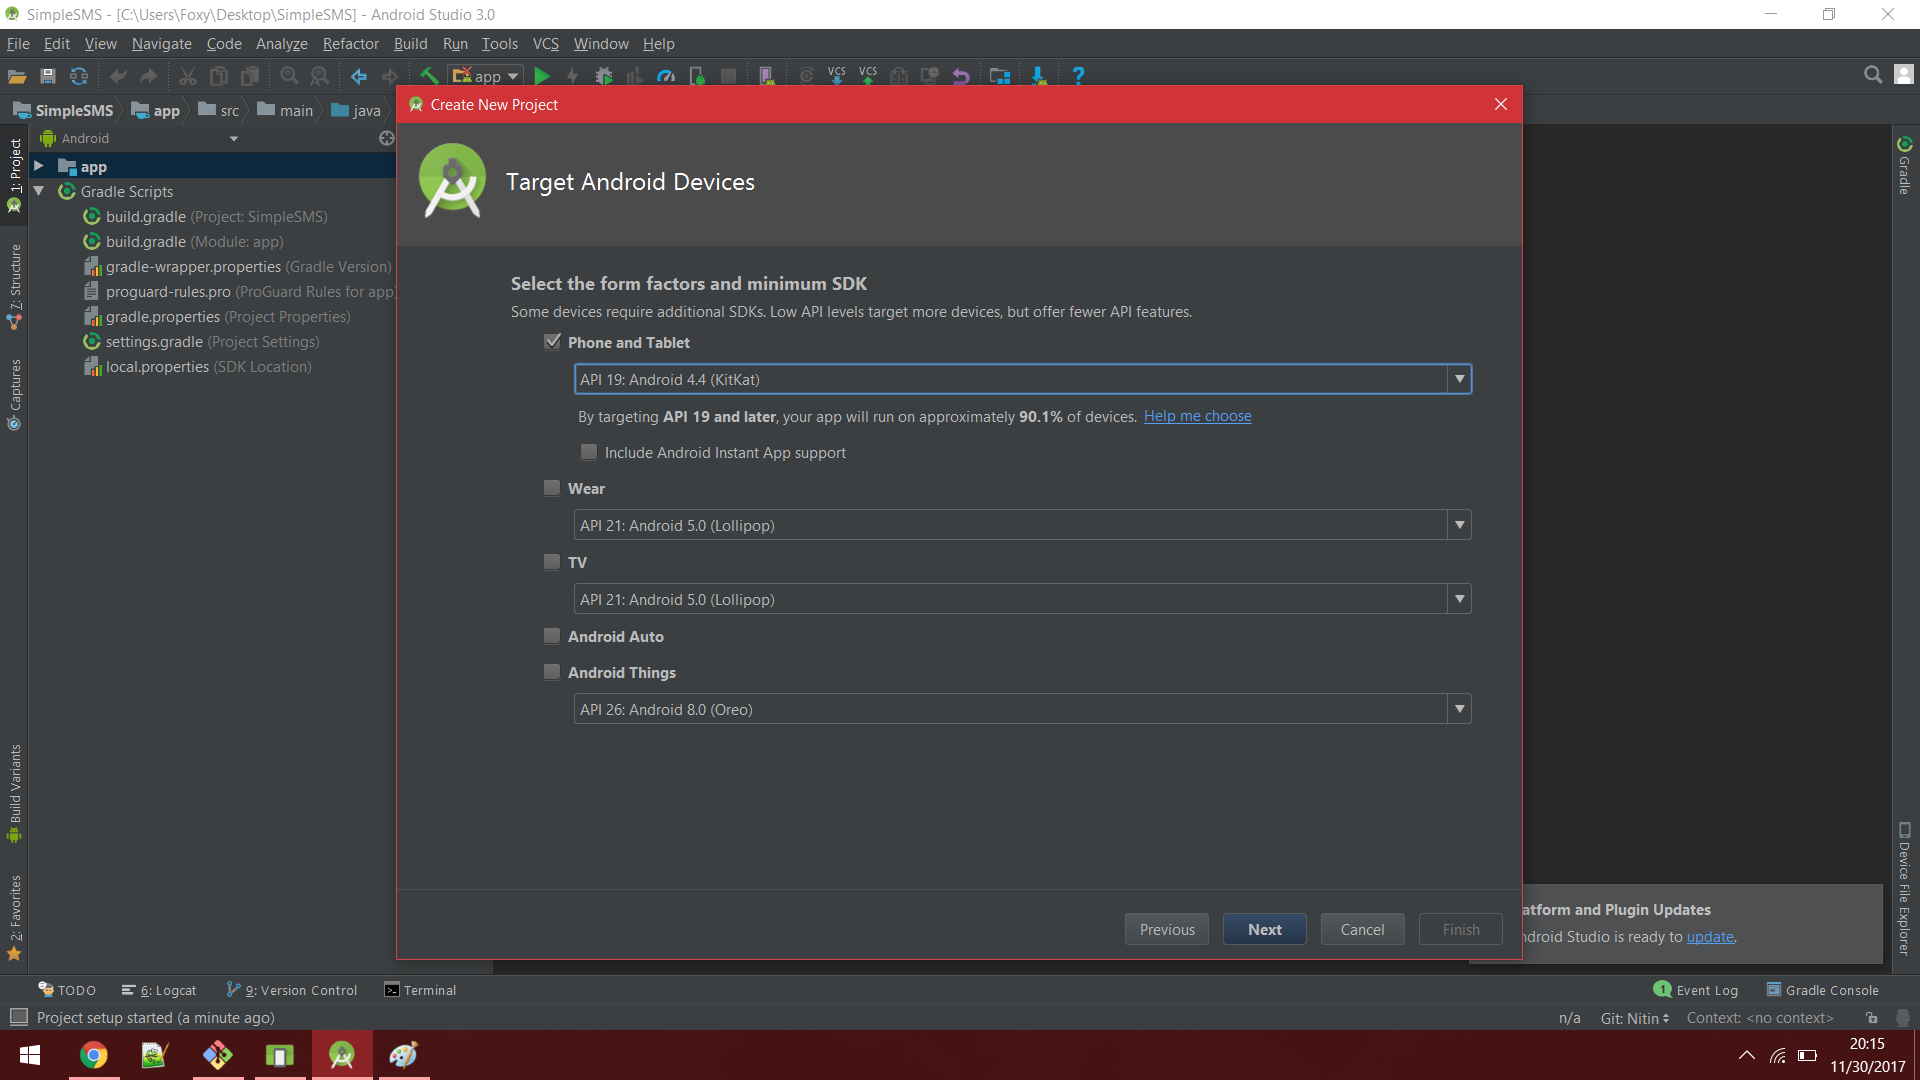 SimpleSMS - [C:\Users\Foxy\Desktop\SimpleSMS] - Android Studio 3.0
File Edit View Navigate Code Analyze Refactor Build Run Tools VCS Window Help
app VCS VCS ?
SimpleSMS app src main java
Create New Project
Android
1: Project
app
Gradle Scripts
build.gradle (Project: SimpleSMS)
build.gradle (Module: app)
gradle-wrapper.properties (Gradle Version)
proguard-rules.pro (ProGuard Rules for app
gradle.properties (Project Properties)
settings.gradle (Project Settings)
local.properties (SDK Location)
7: Structure
Captures
Build Variants
2: Favorites
Target Android Devices
Select the form factors and minimum SDK
Some devices require additional SDKs. Low API levels target more devices, but offer fewer API features.
Phone and Tablet
API 19: Android 4.4 (KitKat)
By targeting API 19 and later, your app will run on approximately 90.1% of devices. Help me choose
Include Android Instant App support
Wear
API 21: Android 5.0 (Lollipop)
TV
API 21: Android 5.0 (Lollipop)
Android Auto
Android Things
API 26: Android 8.0 (Oreo)
Previous Next Cancel Finish
Gradle
Device File Explorer
atform and Plugin Updates
ndroid Studio is ready to update.
TODO 6: Logcat 9: Version Control Terminal 1 Event Log Gradle Console
Project setup started (a minute ago) n/a Git: Nitin Context: <no context>
20:15
11/30/2017